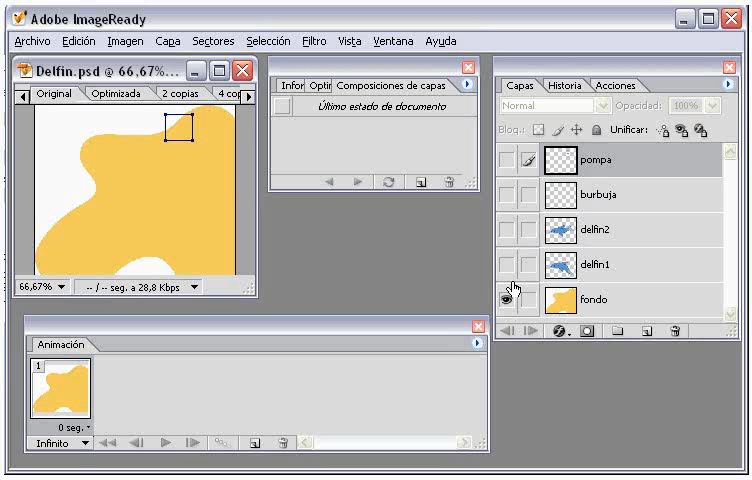 Adobe ImageReady
Archivo Edición Imagen Capa Sectores Selección Filtro Vista Ventana Ayuda
Delfin.psd @ 66,67%...
Original Optimizada 2 copias 4 cop
66,67% -- / -- seg. a 28,8 Kbps
Infor Optir Composiciones de capas
Último estado de documento
Capas Historia Acciones
Normal Opacidad: 100%
Bloq.: Unificar:
pompa
burbuja
delfin2
delfin1
fondo
Animación
1
0 seg.
Infinito